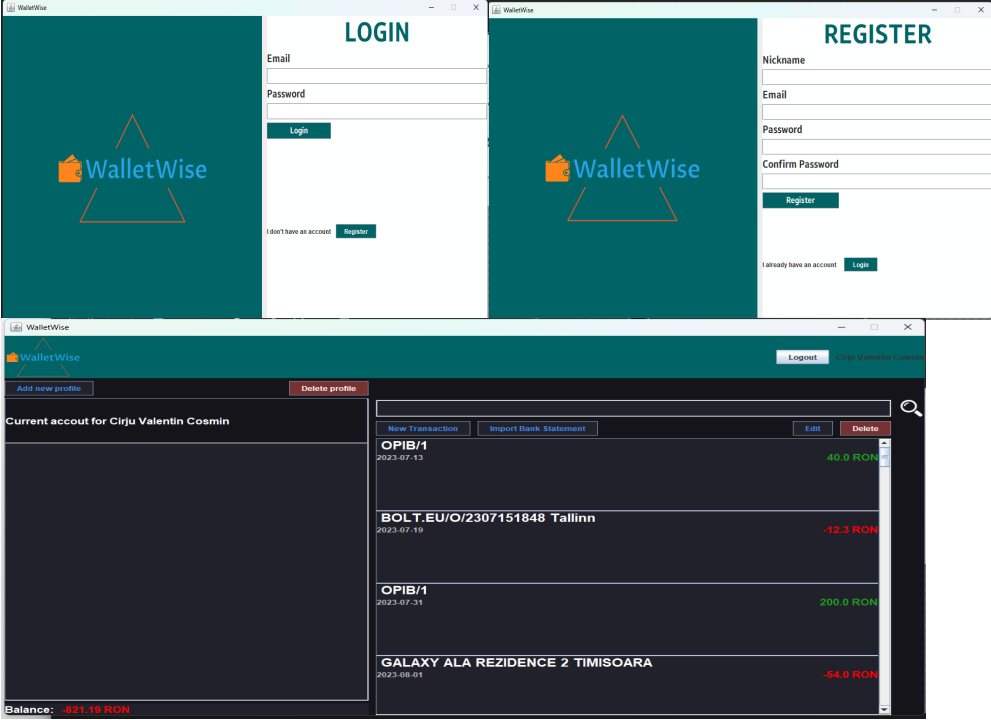 WalletWise
LOGIN
Email
Password
Login
WalletWise
I don't have an account Register
WalletWise
REGISTER
Nickname
Email
Password
Confirm Password
Register
WalletWise
I already have an account Login
WalletWise
WalletWise
Logout Cirju Valentin Cosmin
Add new profile Delete profile
Current accout for Cirju Valentin Cosmin
New Transaction Import Bank Statement Edit Delete
OPIB/1
2023-07-13 40.0 RON
BOLT.EU/O/2307151848 Tallinn
2023-07-19 -12.3 RON
OPIB/1
2023-07-31 200.0 RON
GALAXY ALA REZIDENCE 2 TIMISOARA
2023-08-01 -54.0 RON
Balance: -821.19 RON